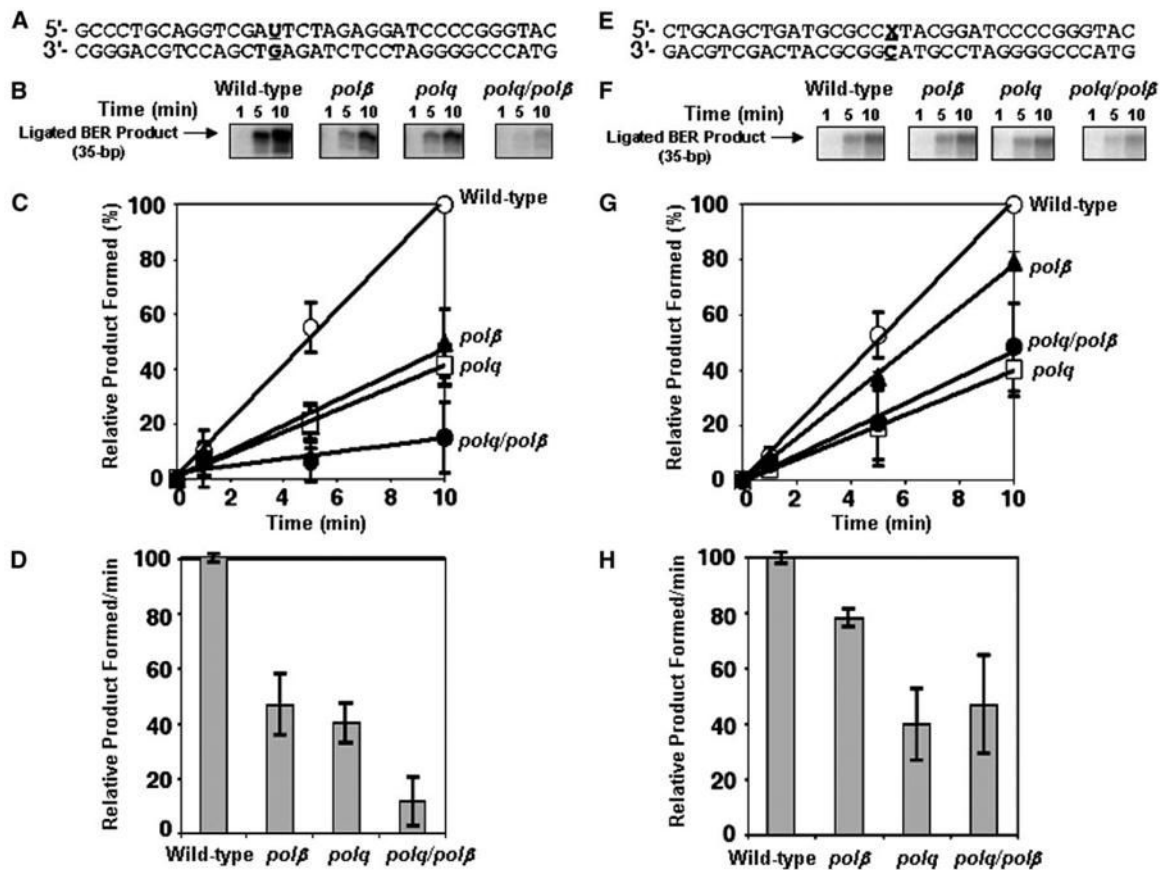 A
5'- GCCCTGCAGGTCGAUTCTAGAGGATCCCCGGGTAC
3'- CGGGACGTCCAGCTGAGATCTCCTAGGGGCCCATG
B
Wild-type polβ polq polq/polβ
Time (min) 1 5 10 1 5 10 1 5 10 1 5 10
Ligated BER Product
(35-bp)
C
Relative Product Formed (%)
100
80
60
40
20
0
Wild-type
polβ
polq
polq/polβ
0 2 4 6 8 10
Time (min)
D
Relative Product Formed/min
100
80
60
40
20
0
Wild-type polβ polq polq/polβ
E
5'- CTGCAGCTGATGCGCCXTACGGATCCCCGGGTAC
3'- GACGTCGACTACGCGGCATGCCTAGGGGCCCATG
F
Wild-type polβ polq polq/polβ
Time (min) 1 5 10 1 5 10 1 5 10 1 5 10
Ligated BER Product
(35-bp)
G
Relative Product Formed (%)
100
80
60
40
20
0
Wild-type
polβ
polq/polβ
polq
0 2 4 6 8 10
Time (min)
H
Relative Product Formed/min
100
80
60
40
20
0
Wild-type polβ polq polq/polβ